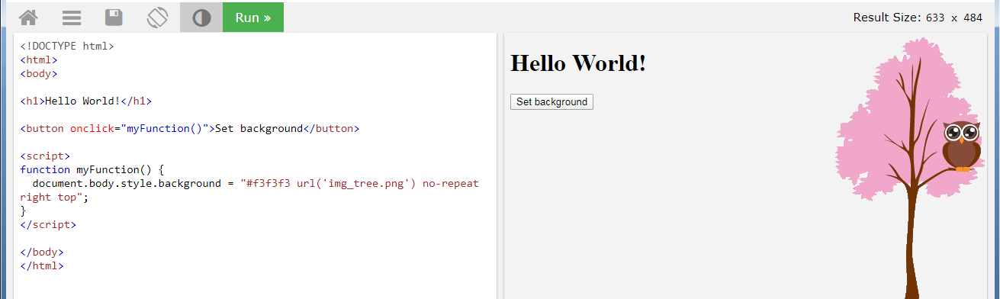 Run »
Result Size: 633 x 484
<!DOCTYPE html>
<html>
<body>
<h1>Hello World!</h1>
<button onclick="myFunction()">Set background</button>
<script>
function myFunction() {
  document.body.style.background = "#f3f3f3 url('img_tree.png') no-repeat
right top";
}
</script>
</body>
</html>
Hello World!
Set background